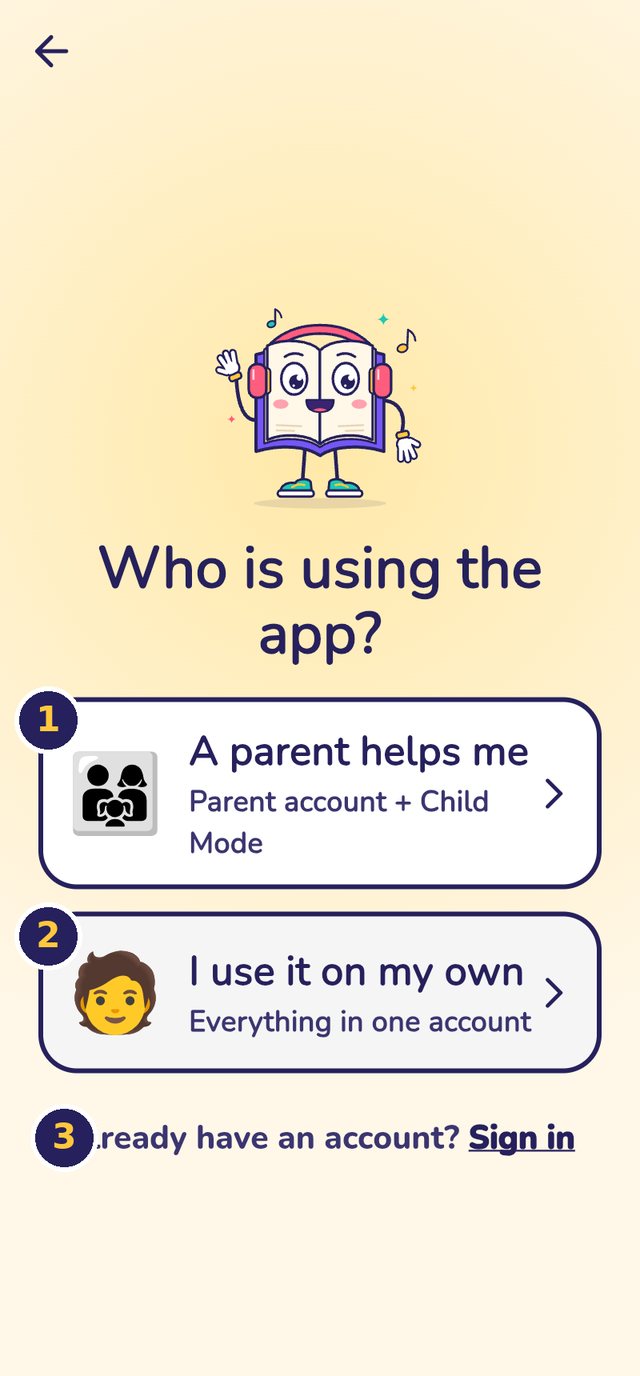 Who is using the
app?
1
A parent helps me
Parent account + Child
Mode
2
I use it on my own
Everything in one account
3
ready have an account? Sign in